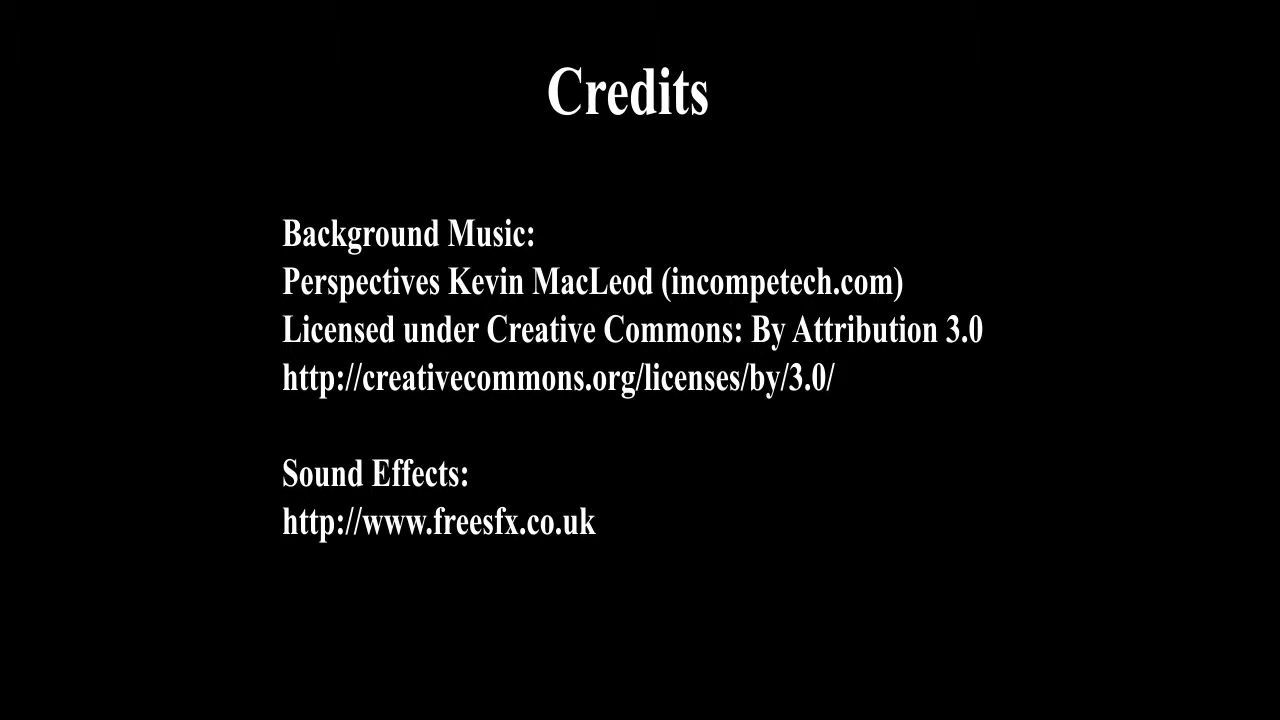 Credits
Background Music:
Perspectives Kevin MacLeod (incompetech.com)
Licensed under Creative Commons: By Attribution 3.0
http://creativecommons.org/licenses/by/3.0/
Sound Effects:
http://www.freesfx.co.uk